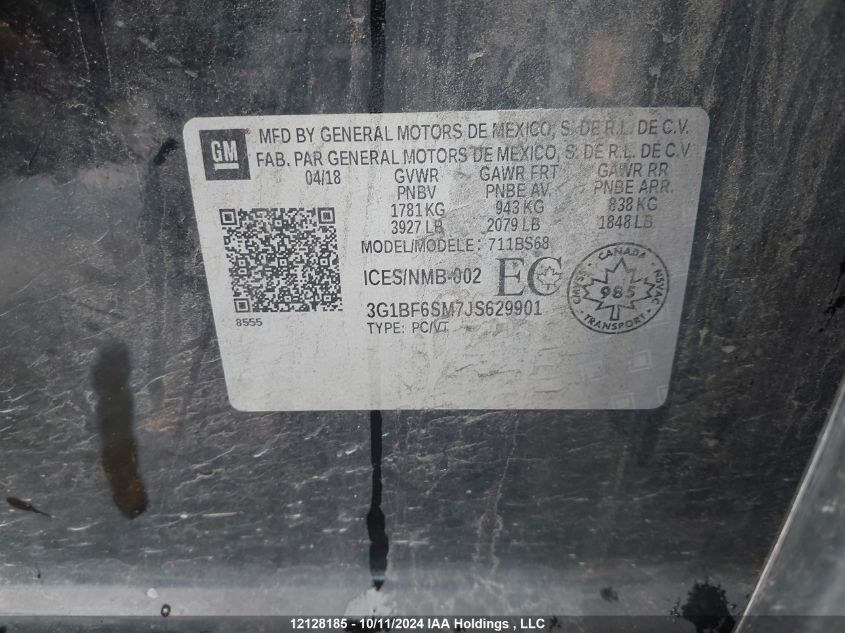 GM
MFD BY GENERAL MOTORS DE MEXICO, S. DE R.L. DE C.V.
FAB. PAR GENERAL MOTORS DE MEXICO, S. DE R.L. DE C.V
04/18 GVWR GAWR FRT GAWR RR
PNBV PNBE AV. PNBE ARR.
1781 KG 943 KG 838 KG
3927 LB 2079 LB 1848 LB
MODEL/MODÈLE: 711BS68
ICES/NMB-002 EC
CANADA
CMVSS 985 NSVAC
TRANSPORT
3G1BF6SM7JS629901
TYPE: PC/VT
8555
12128185 - 10/11/2024 IAA Holdings , LLC